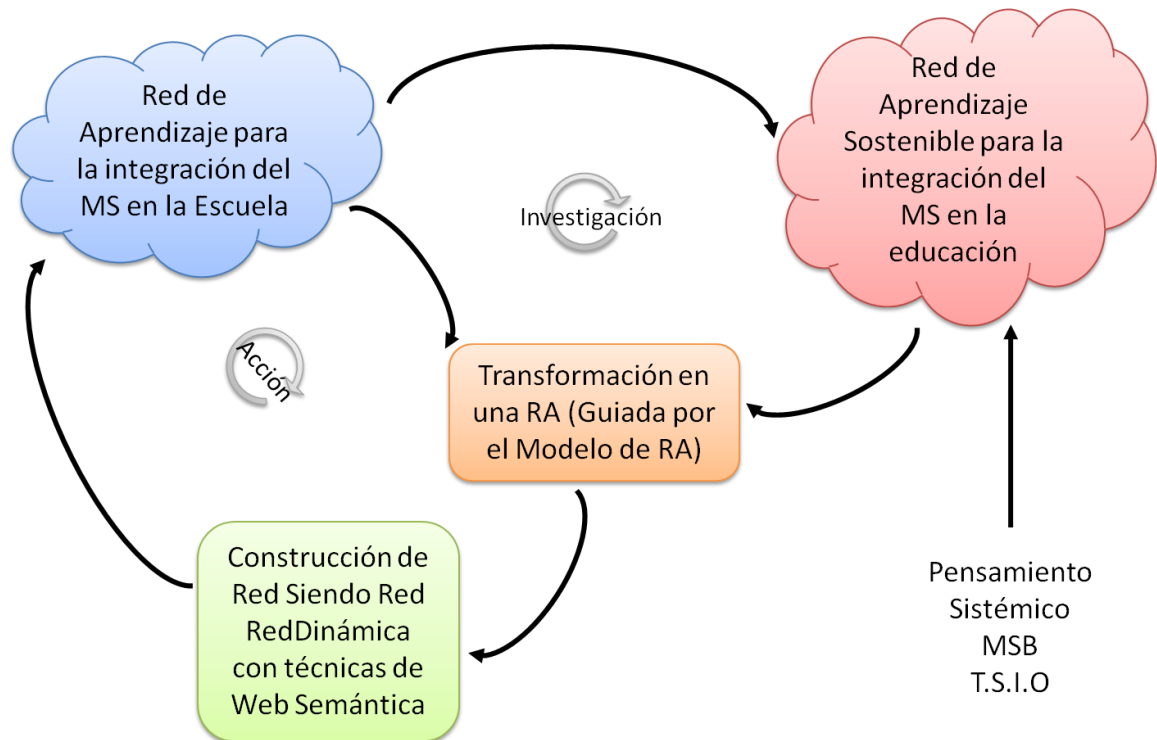 Red de
Aprendizaje para
la integración del
MS en la Escuela
Red de
Aprendizaje
Sostenible para la
integración del
MS en la
educación
Investigación
Acción
Transformación en
una RA (Guiada por
el Modelo de RA)
Construcción de
Red Siendo Red
RedDinámica
con técnicas de
Web Semántica
Pensamiento
Sistémico
MSB
T.S.I.O